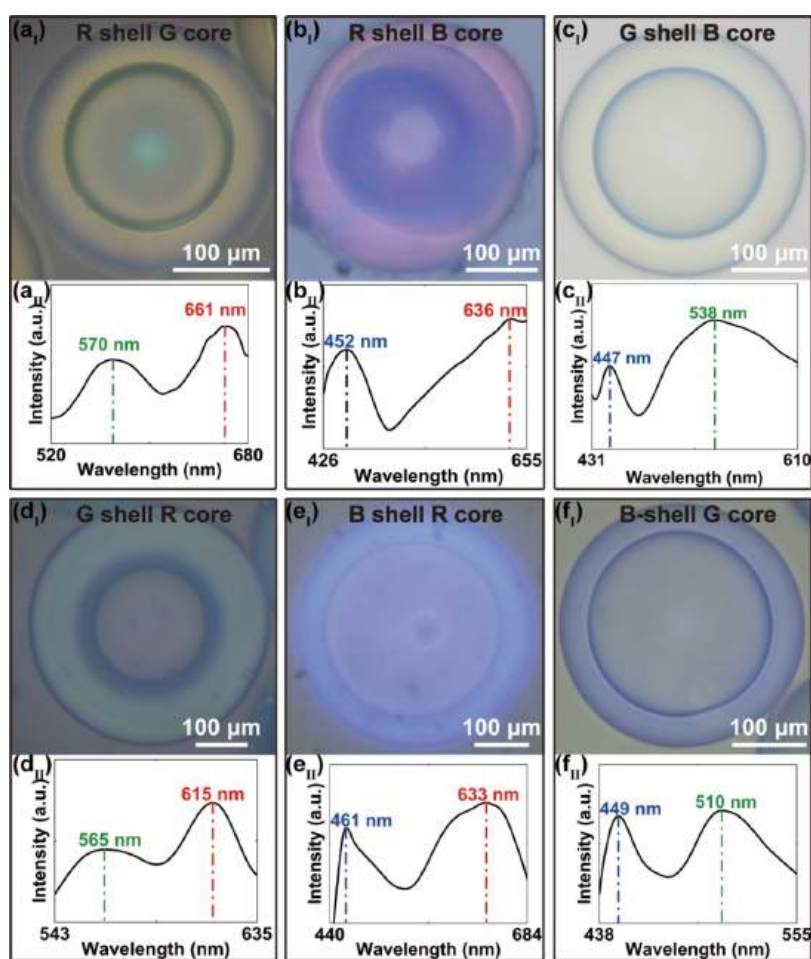 (aI) R shell G core
100 μm
(bI) R shell B core
100 μm
(cI) G shell B core
100 μm
(aII)
Intensity (a.u.)
570 nm
661 nm
520
680
Wavelength (nm)
(bII)
Intensity (a.u.)
452 nm
636 nm
426
655
Wavelength (nm)
(cII)
Intensity (a.u.)
447 nm
538 nm
431
610
Wavelength (nm)
(dI) G shell R core
100 μm
(eI) B shell R core
100 μm
(fI) B-shell G core
100 μm
(dII)
Intensity (a.u.)
565 nm
615 nm
543
635
Wavelength (nm)
(eII)
Intensity (a.u.)
461 nm
633 nm
440
684
Wavelength (nm)
(fII)
Intensity (a.u.)
449 nm
510 nm
438
555
Wavelength (nm)